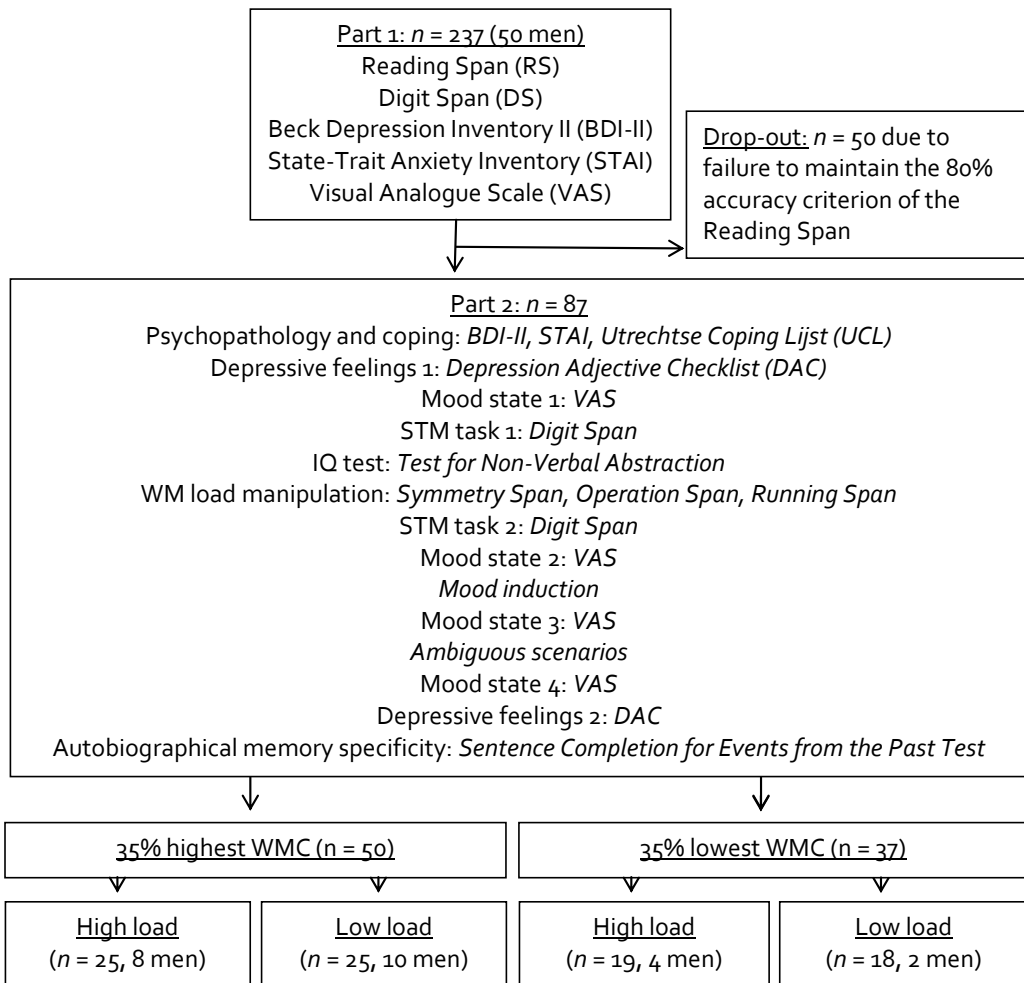 Part 1: n = 237 (50 men)
Reading Span (RS)
Digit Span (DS)
Beck Depression Inventory II (BDI-II)
State-Trait Anxiety Inventory (STAI)
Visual Analogue Scale (VAS)
Drop-out: n = 50 due to
failure to maintain the 80%
accuracy criterion of the
Reading Span
Part 2: n = 87
Psychopathology and coping: BDI-II, STAI, Utrechtse Coping Lijst (UCL)
Depressive feelings 1: Depression Adjective Checklist (DAC)
Mood state 1: VAS
STM task 1: Digit Span
IQ test: Test for Non-Verbal Abstraction
WM load manipulation: Symmetry Span, Operation Span, Running Span
STM task 2: Digit Span
Mood state 2: VAS
Mood induction
Mood state 3: VAS
Ambiguous scenarios
Mood state 4: VAS
Depressive feelings 2: DAC
Autobiographical memory specificity: Sentence Completion for Events from the Past Test
35% highest WMC (n = 50)
35% lowest WMC (n = 37)
High load
(n = 25, 8 men)
Low load
(n = 25, 10 men)
High load
(n = 19, 4 men)
Low load
(n = 18, 2 men)